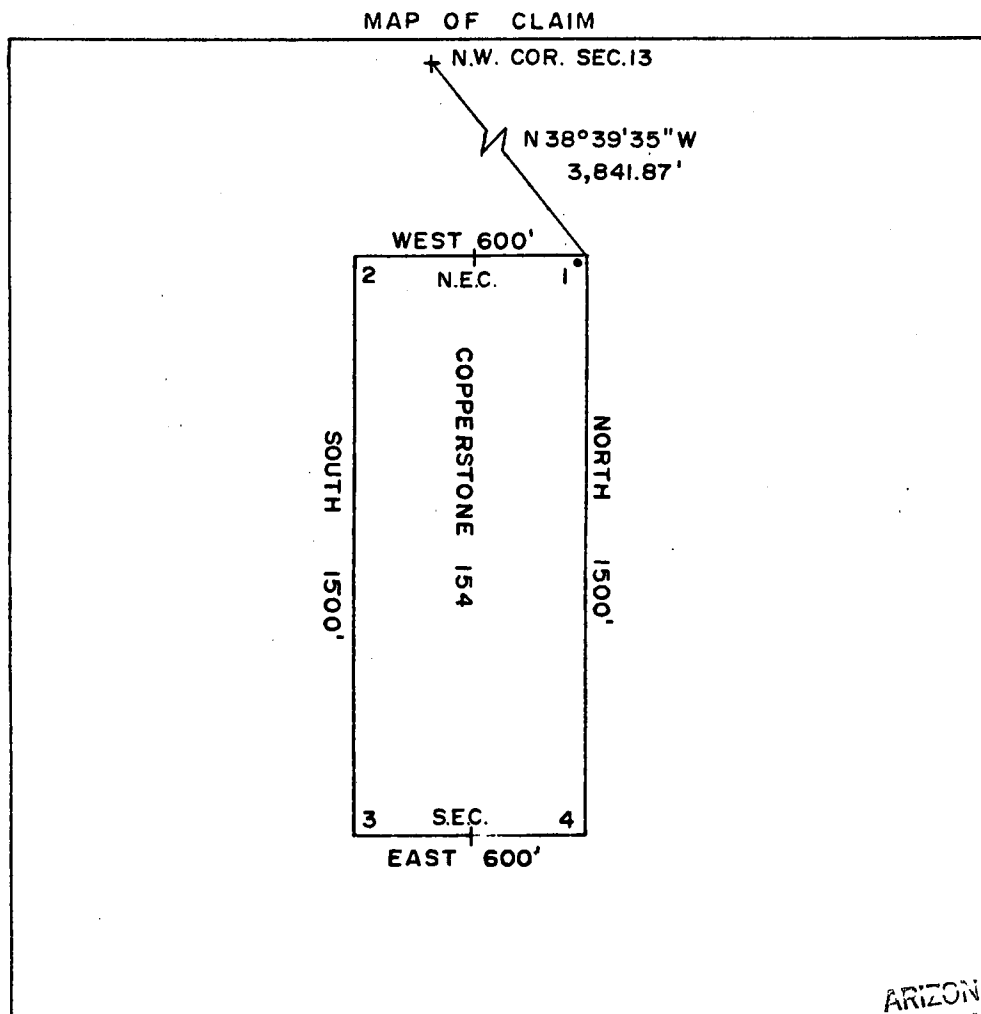 MAP OF CLAIM
N.W. COR. SEC.13
N 38°39'35"W
3,841.87'
WEST 600'
2
N.E.C.
1
COPPERSTONE 154
SOUTH 1500'
NORTH 1500'
3
S.E.C.
4
EAST 600'
ARIZON